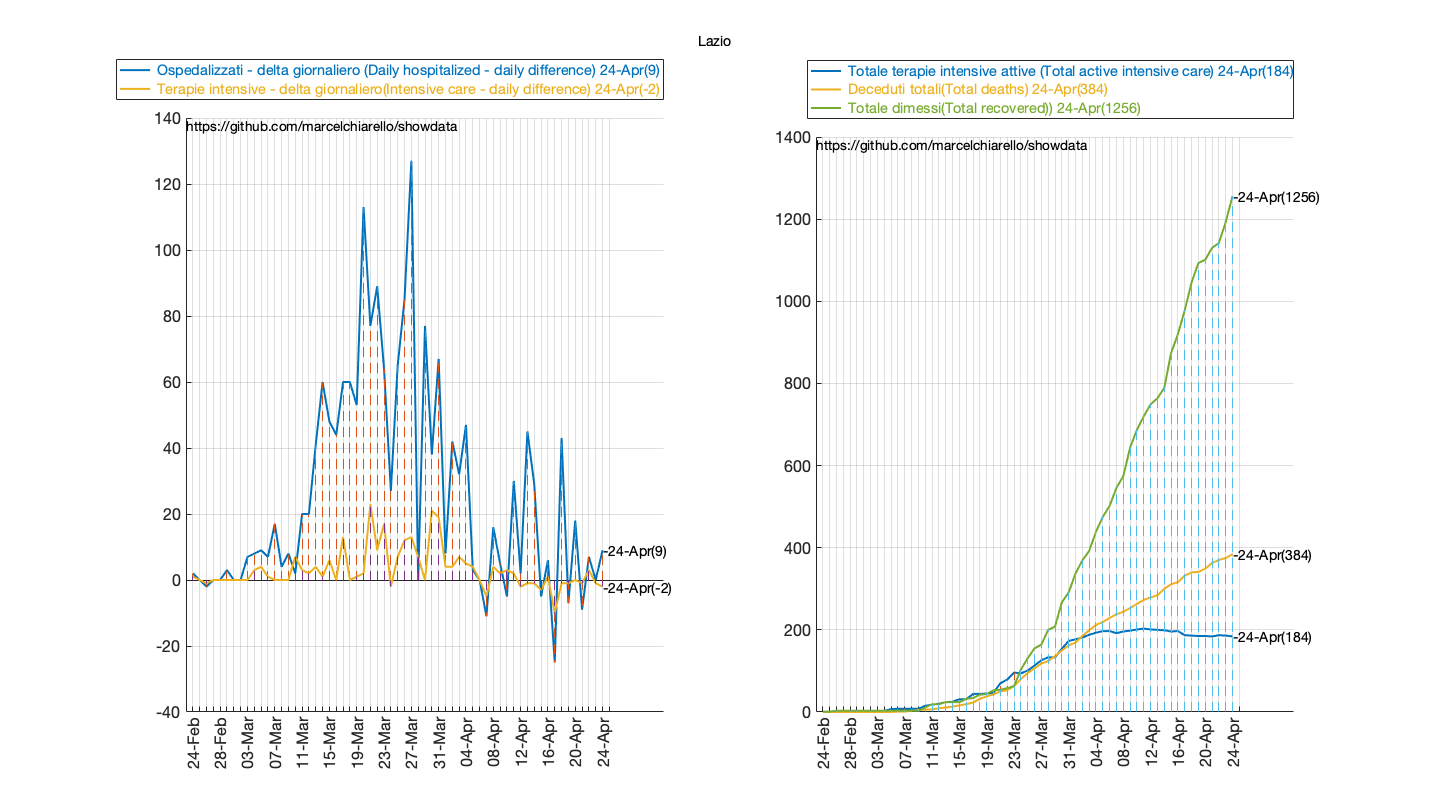 Lazio
Ospedalizzati - delta giornaliero (Daily hospitalized - daily difference) 24-Apr(9)
Terapie intensive - delta giornaliero(Intensive care - daily difference) 24-Apr(-2)
140
https://github.com/marcelchiarello/showdata
120
100
80
60
40
20
0
-20
-40
-24-Apr(9)
-24-Apr(-2)
24-Feb
28-Feb
03-Mar
07-Mar
11-Mar
15-Mar
19-Mar
23-Mar
27-Mar
31-Mar
04-Apr
08-Apr
12-Apr
16-Apr
20-Apr
24-Apr
Totale terapie intensive attive (Total active intensive care) 24-Apr(184)
Deceduti totali(Total deaths) 24-Apr(384)
Totale dimessi(Total recovered)) 24-Apr(1256)
1400
https://github.com/marcelchiarello/showdata
1200
1000
800
600
400
200
0
-24-Apr(1256)
-24-Apr(384)
-24-Apr(184)
24-Feb
28-Feb
03-Mar
07-Mar
11-Mar
15-Mar
19-Mar
23-Mar
27-Mar
31-Mar
04-Apr
08-Apr
12-Apr
16-Apr
20-Apr
24-Apr